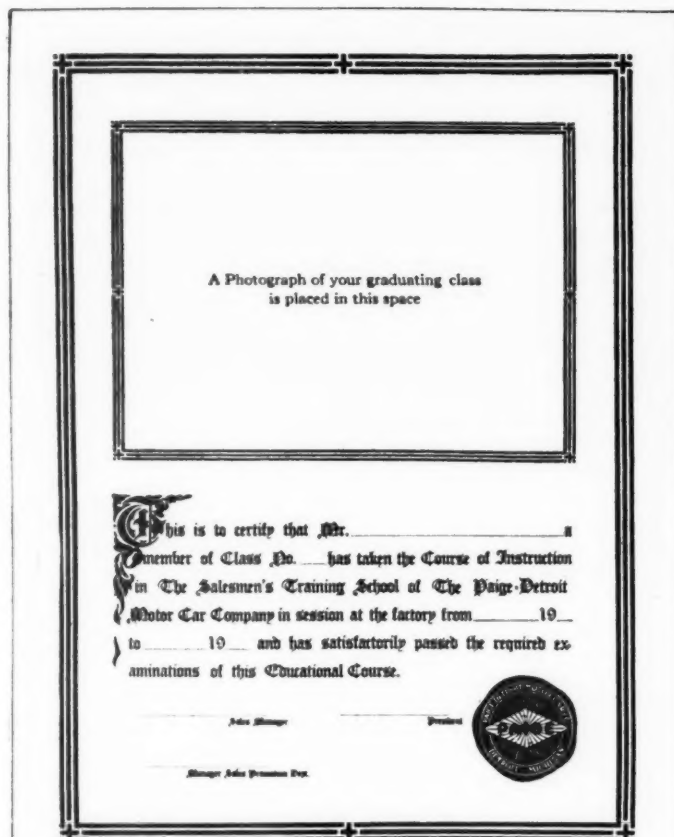 A Photograph of your graduating class
is placed in this space
This is to certify that Mr. a
member of Class No. has taken the Course of Instruction
in The Salesmen's Training School of The Paige-Detroit
Motor Car Company in session at the factory from 19
to 19 and has satisfactorily passed the required ex-
aminations of this Educational Course.
Sales Manager President
Manager Sales Promotion Dept.